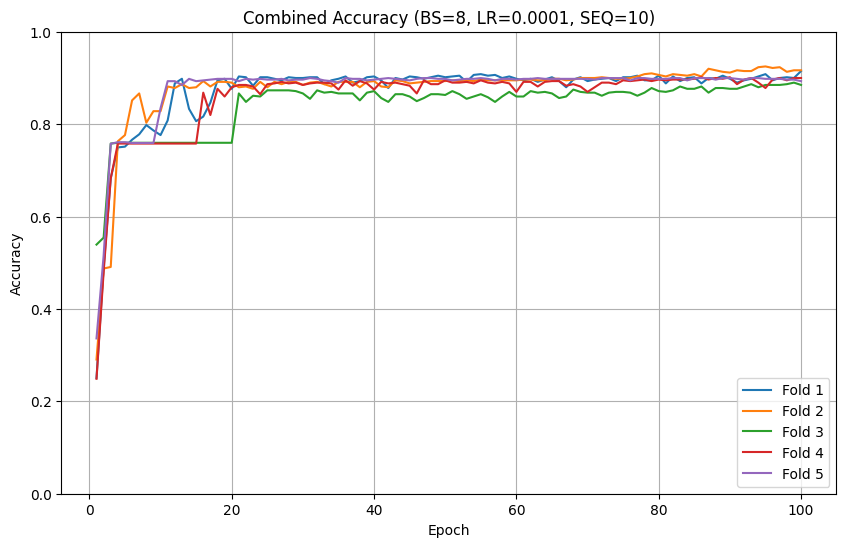 Combined Accuracy (BS=8, LR=0.0001, SEQ=10)
1.0
0.8
0.6
0.4
0.2
0.0
Accuracy
0
20
40
60
80
100
Epoch
Fold 1
Fold 2
Fold 3
Fold 4
Fold 5